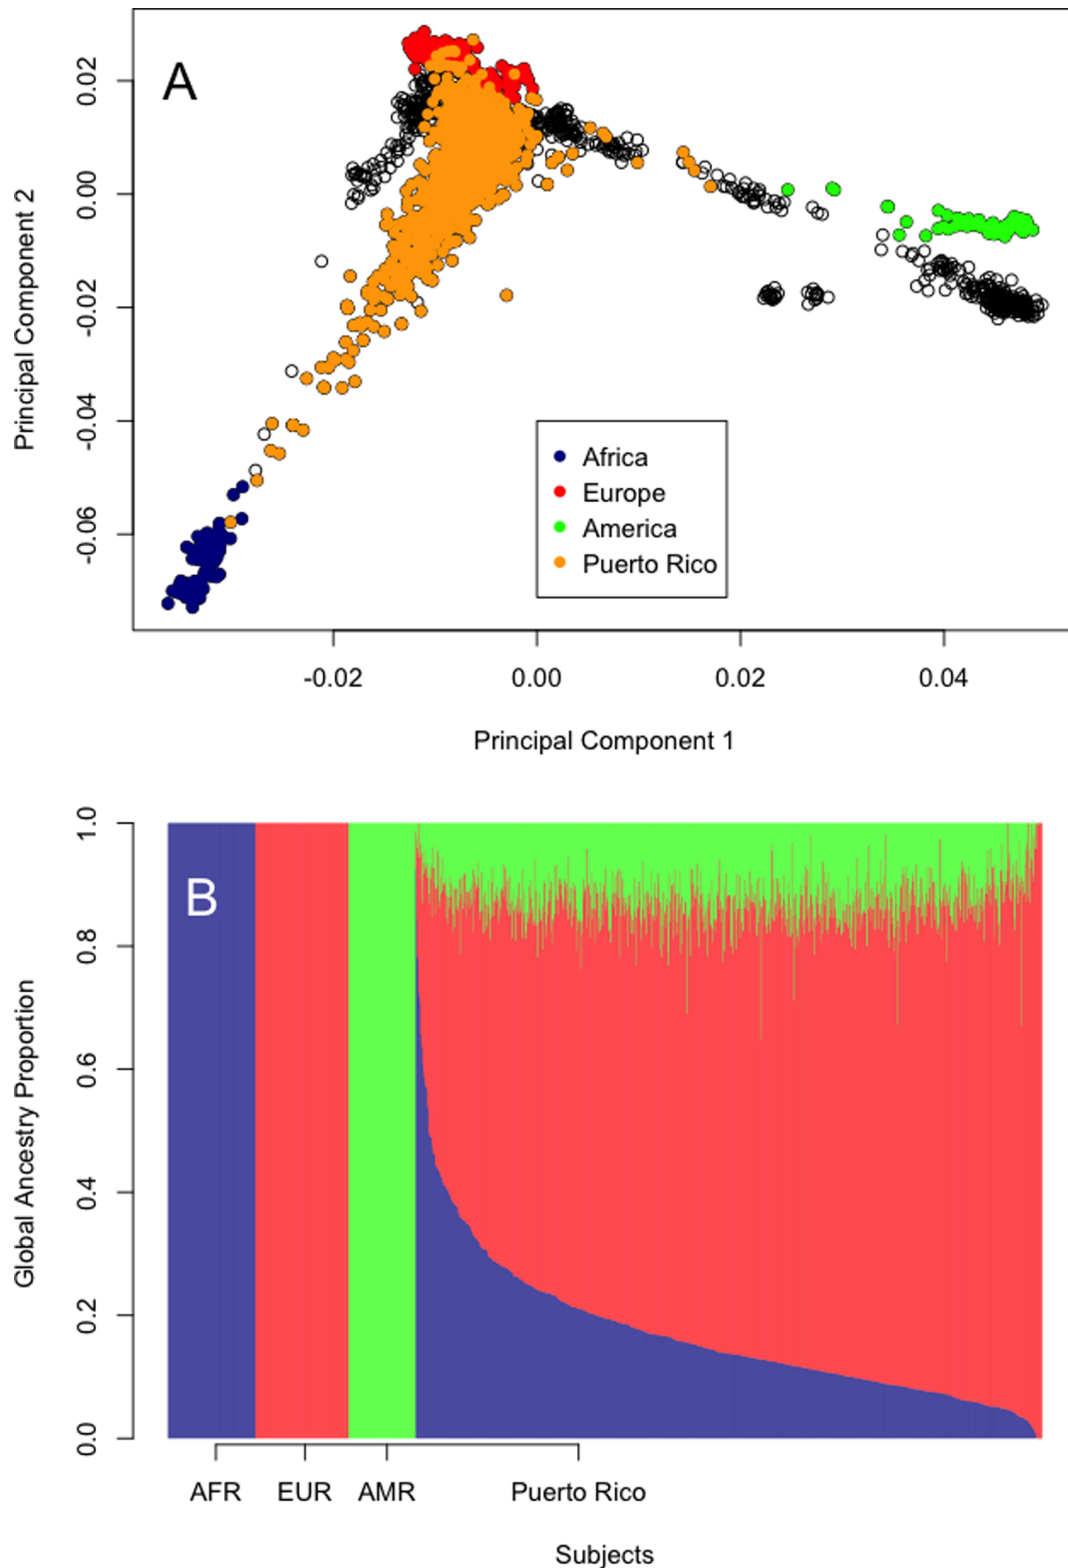 A
Principal Component 2
0.02
0.00
-0.02
-0.04
-0.06
Africa
Europe
America
Puerto Rico
-0.02 0.00 0.02 0.04
Principal Component 1
B
Global Ancestry Proportion
1.0
0.8
0.6
0.4
0.2
0.0
AFR EUR AMR Puerto Rico
Subjects